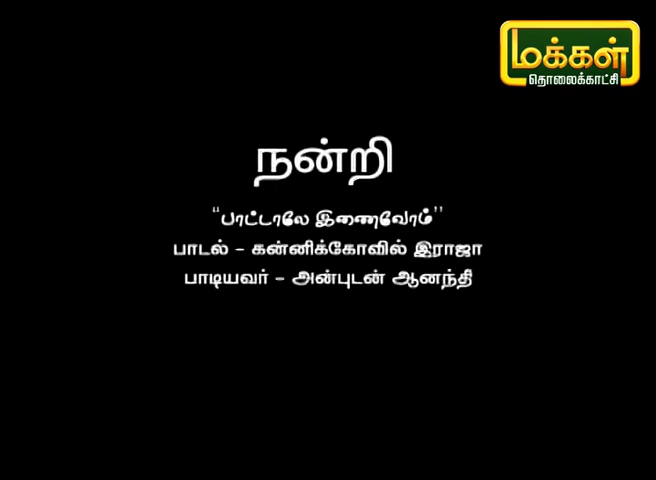 மக்கள்
தொலைக்காட்சி
நன்றி
“பாட்டாலே இணைவோம்”
பாடல் – கன்னிக்கோவில் இராஜா
பாடியவர் – அன்புடன் ஆனந்தி